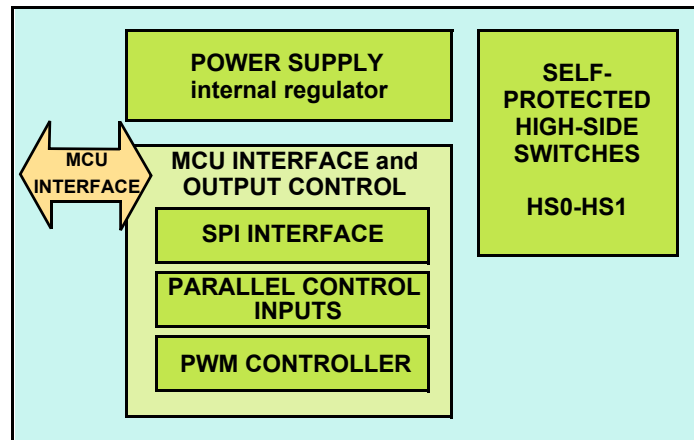 POWER SUPPLY
internal regulator
SELF-
PROTECTED
HIGH-SIDE
SWITCHES
HS0-HS1
MCU
INTERFACE
MCU INTERFACE and
OUTPUT CONTROL
SPI INTERFACE
PARALLEL CONTROL
INPUTS
PWM CONTROLLER